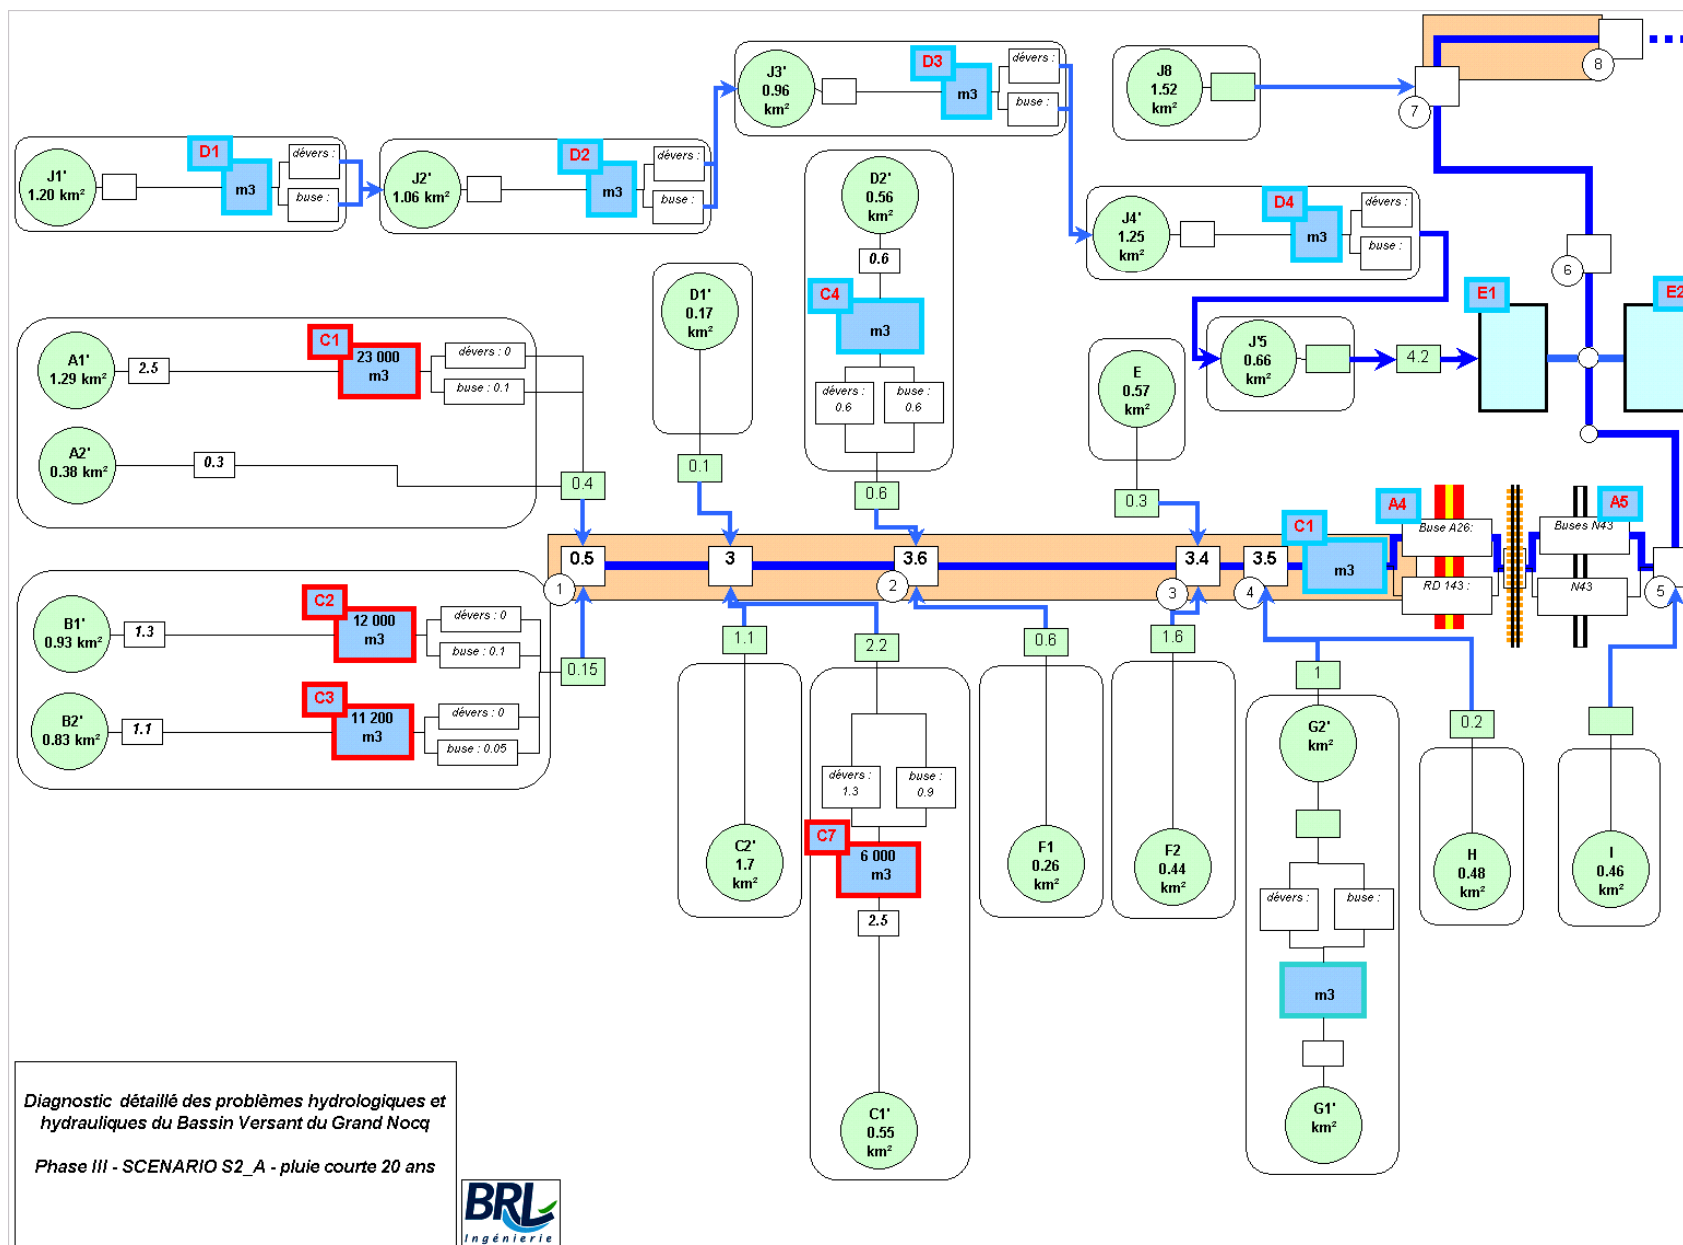 8
J3'
0.96
km²
D3
m3
dévers :
buse :
J8
1.52
km²
7
J1'
1.20 km²
D1
m3
dévers :
buse :
J2'
1.06 km²
D2
m3
dévers :
buse :
D2'
0.56
km²
0.6
C4
m3
dévers :
0.6
buse :
0.6
0.6
J4'
1.25
km²
D4
m3
dévers :
buse :
6
E1
E2
D1'
0.17
km²
0.1
J'5
0.66
km²
4.2
E
0.57
km²
0.3
A1'
1.29 km²
2.5
C1
23 000
m3
dévers : 0
buse : 0.1
A2'
0.38 km²
0.3
0.4
0.5
1
3
3.6
2
3.4
3
3.5
4
C1
m3
A4
Buse A26:
RD 143 :
A5
Buses N43
N43
5
B1'
0.93 km²
1.3
C2
12 000
m3
dévers : 0
buse : 0.1
0.15
B2'
0.83 km²
1.1
C3
11 200
m3
dévers : 0
buse : 0.05
1.1
C2'
1.7
km²
2.2
dévers :
1.3
buse :
0.9
C7
6 000
m3
2.5
C1'
0.55
km²
0.6
F1
0.26
km²
1.6
F2
0.44
km²
1
G2'
km²
dévers :
buse :
m3
G1'
km²
0.2
H
0.48
km²
I
0.46
km²
Diagnostic détaillé des problèmes hydrologiques et
hydrauliques du Bassin Versant du Grand Nocq
Phase III - SCENARIO S2_A - pluie courte 20 ans
BRL
Ingénierie